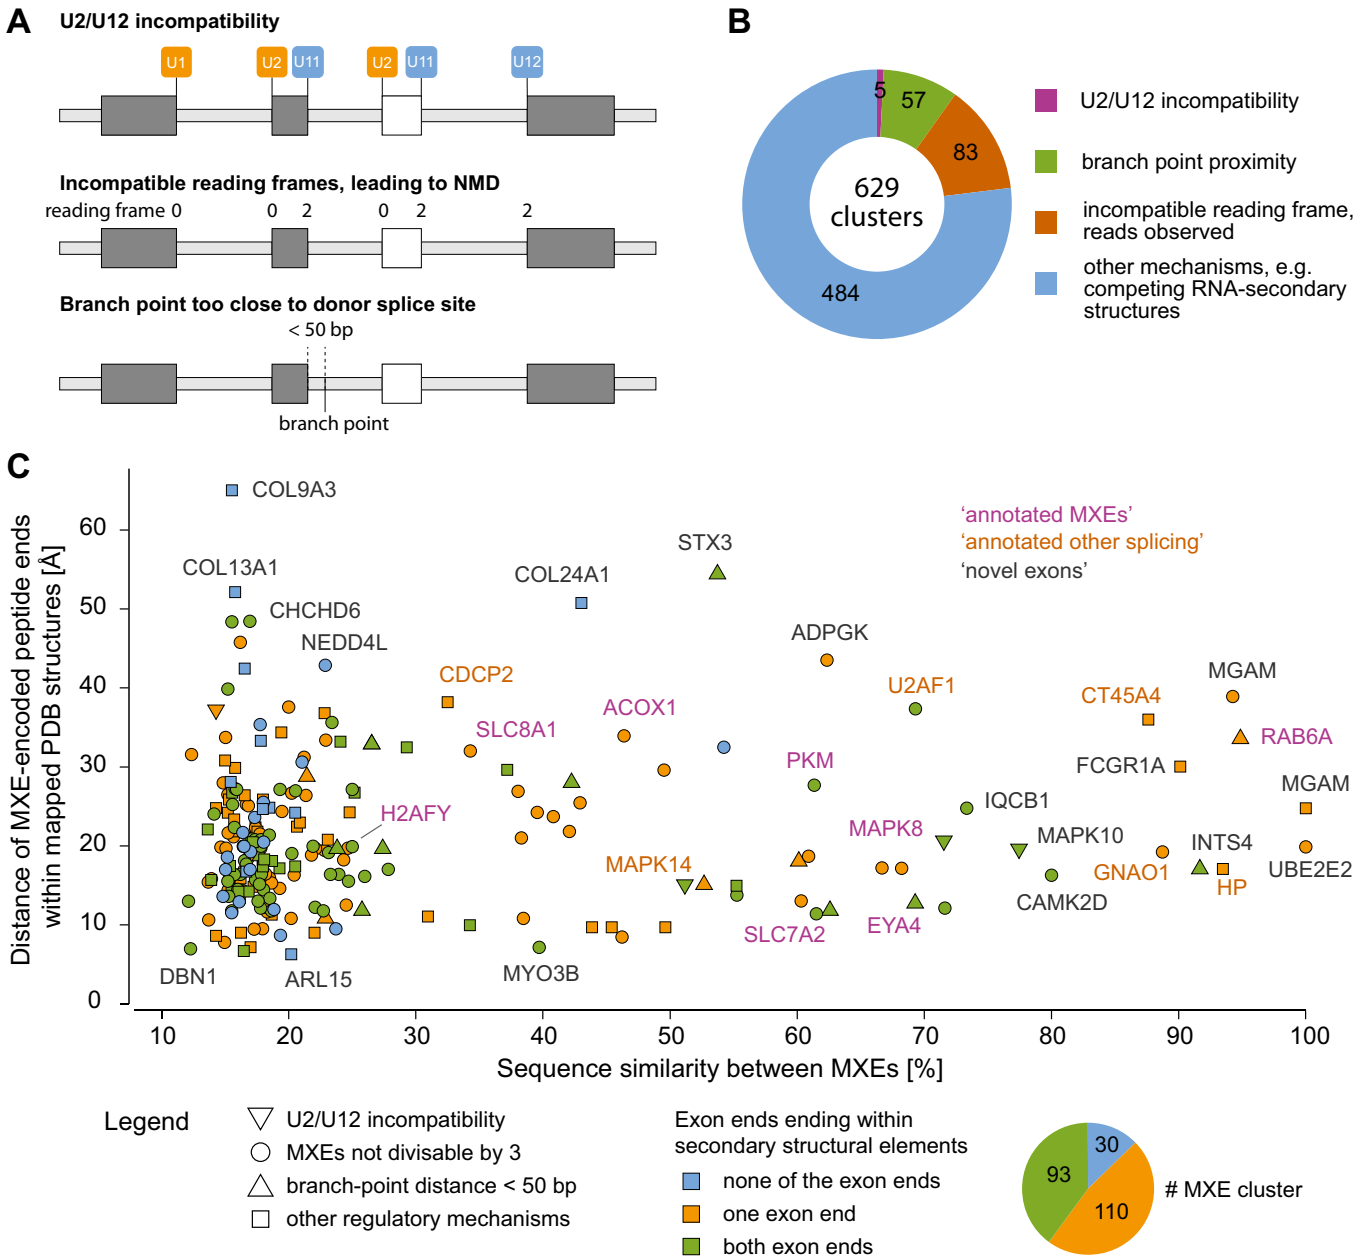 A
U2/U12 incompatibility
U1
U2
U11
U2
U11
U12
Incompatible reading frames, leading to NMD
reading frame 0
0
2
0
2
2
Branch point too close to donor splice site
< 50 bp
branch point
B
5
57
83
484
629
clusters
U2/U12 incompatibility
branch point proximity
incompatible reading frame,
reads observed
other mechanisms, e.g.
competing RNA-secondary
structures
C
Distance of MXE-encoded peptide ends
within mapped PDB structures [Å]
60
50
40
30
20
10
0
COL9A3
COL13A1
CHCHD6
NEDD4L
COL24A1
STX3
‘annotated MXEs’
‘annotated other splicing’
‘novel exons’
ADPGK
CDCP2
SLC8A1
ACOX1
U2AF1
CT45A4
MGAM
RAB6A
PKM
FCGR1A
MGAM
H2AFY
IQCB1
MAPK8
MAPK10
INTS4
MAPK14
GNAO1
HP
UBE2E2
CAMK2D
SLC7A2
EYA4
DBN1
ARL15
MYO3B
10
20
30
40
50
60
70
80
90
100
Sequence similarity between MXEs [%]
Legend
U2/U12 incompatibility
MXEs not divisable by 3
branch-point distance < 50 bp
other regulatory mechanisms
Exon ends ending within
secondary structural elements
none of the exon ends
one exon end
both exon ends
30
93
110
# MXE cluster